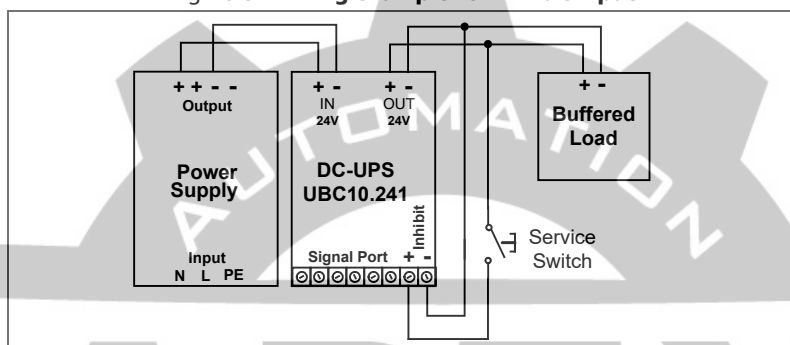 + + - -
Output
Power
Supply
Input
N L PE
+ -
IN
24V
+ -
OUT
24V
DC-UPS
UBC10.241
Inhibit
Signal Port
+ -
+ -
Buffered
Load
Service
Switch
AUTOMATION